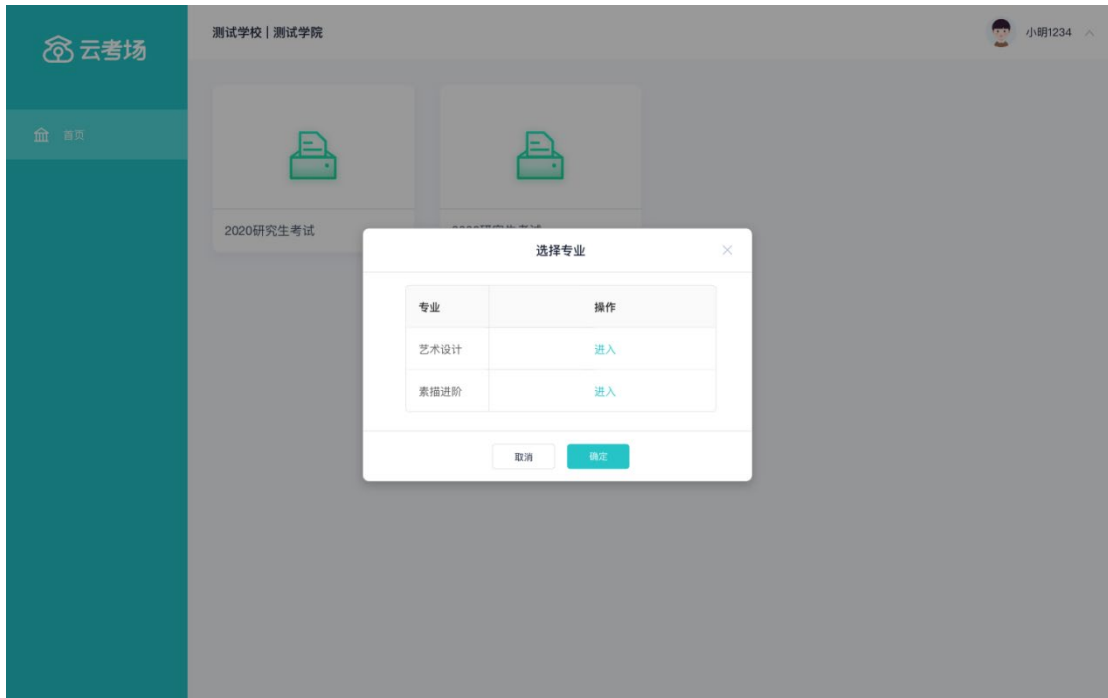 云考场
测试学校 | 测试学院
小明1234
首页
2020研究生考试
选择专业
专业 操作
艺术设计 进入
素描进阶 进入
取消 确定